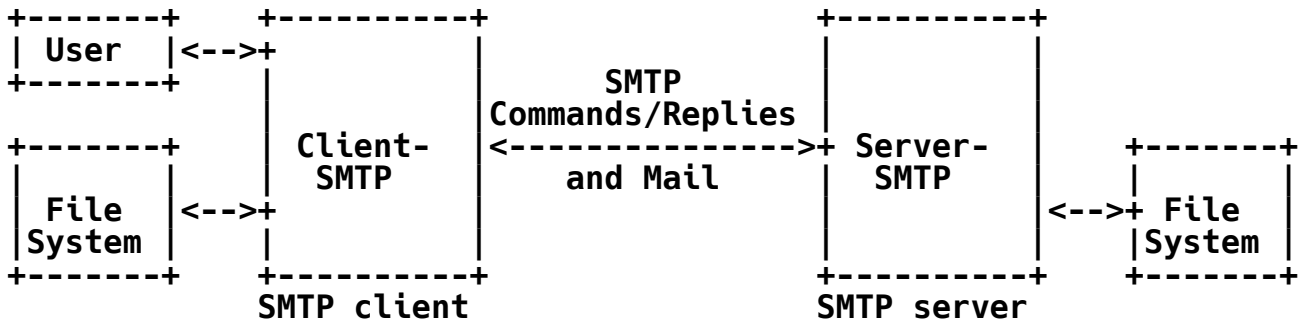 +-------+    +----------+                 +----------+
| User  |<-->+          |                 |          |
+-------+    |          |      SMTP       |          |
             |          |Commands/Replies |          |
+-------+    | Client-  |<--------------->+ Server-  |    +-------+
|       |    |  SMTP    |    and Mail     |  SMTP    |    |       |
| File  |<-->+          |                 |          |<-->+ File  |
|System |    |          |                 |          |    |System |
+-------+    +----------+                 +----------+    +-------+
             SMTP client                  SMTP server